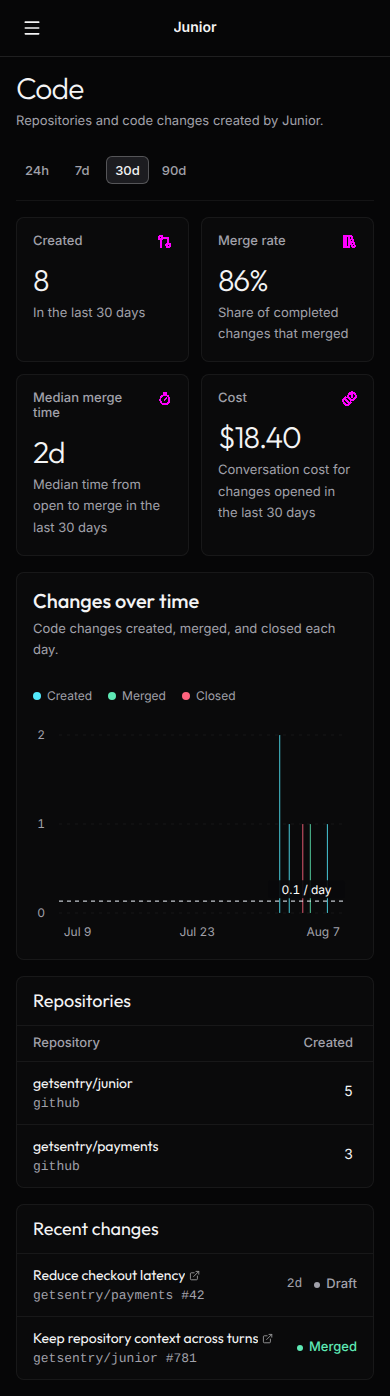 Junior
Code
Repositories and code changes created by Junior.
24h 7d 30d 90d
Created
8
In the last 30 days
Merge rate
86%
Share of completed
changes that merged
Median merge
time
2d
Median time from
open to merge in the
last 30 days
Cost
$18.40
Conversation cost for
changes opened in
the last 30 days
Changes over time
Code changes created, merged, and closed each
day.
Created Merged Closed
2
1
0.1 / day
0
Jul 9 Jul 23 Aug 7
Repositories
Repository Created
getsentry/junior
github
5
getsentry/payments
github
3
Recent changes
Reduce checkout latency
getsentry/payments #42
2d Draft
Keep repository context across turns
getsentry/junior #781
Merged